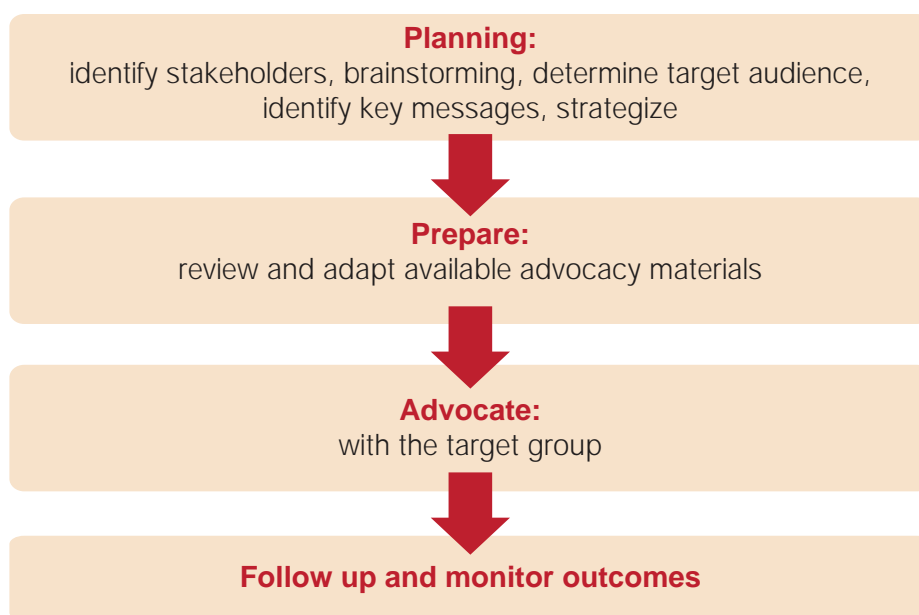 Planning:
identify stakeholders, brainstorming, determine target audience,
identify key messages, strategize
Prepare:
review and adapt available advocacy materials
Advocate:
with the target group
Follow up and monitor outcomes